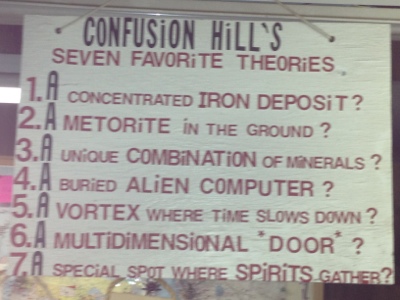 CONFUSiON HiLL`S
SEVEN FAVORiTE THEORiES
1. A CONCENTRATED IRON DEPOSiT?
2. A METORiTE iN THE GROUND?
3. A UNiQUE COMBiNATiON OF MiNERALS?
4. A BURiED ALiEN COMPUTER?
5. A VORTEX WHERE TiME SLOWS DOWN?
6. A MULTiDiMENSiONAL "DOOR"?
7. A SPECiAL SPOT WHERE SPiRiTS GATHER?